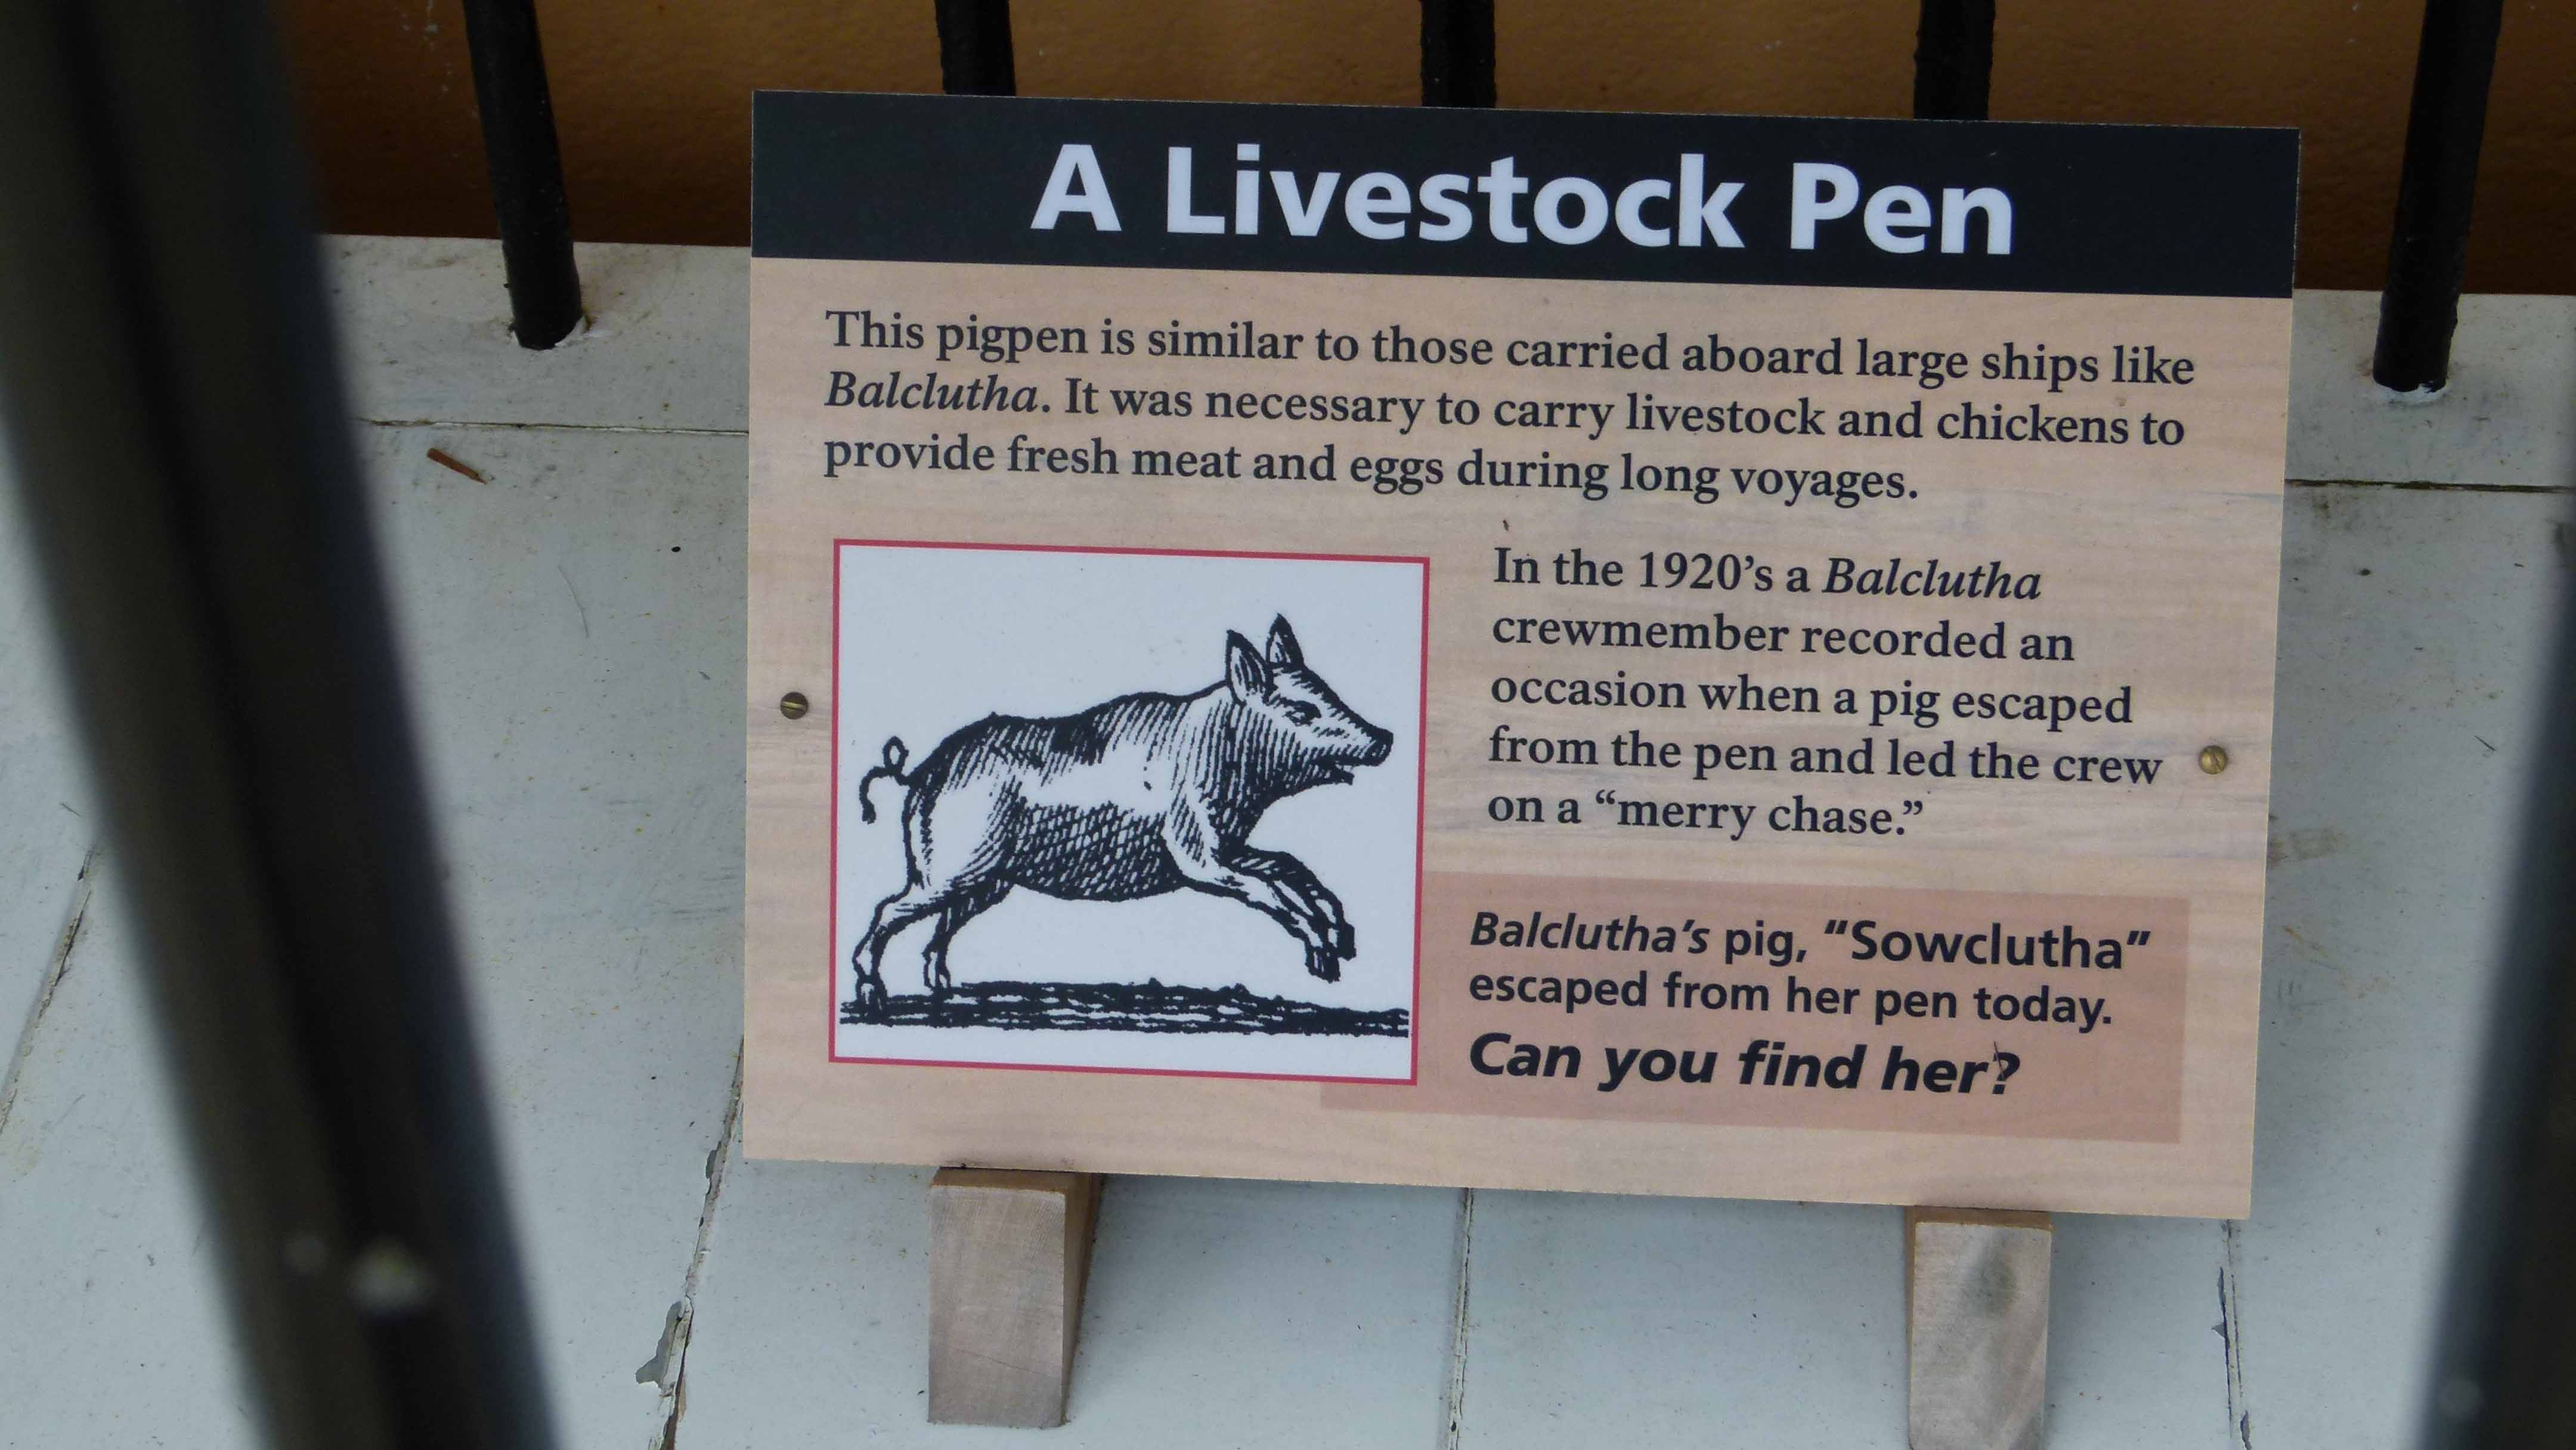 A Livestock Pen
This pigpen is similar to those carried aboard large ships like
Balclutha. It was necessary to carry livestock and chickens to
provide fresh meat and eggs during long voyages.
In the 1920’s a Balclutha
crewmember recorded an
occasion when a pig escaped
from the pen and led the crew
on a “merry chase.”
Balclutha’s pig, "Sowclutha"
escaped from her pen today.
Can you find her?